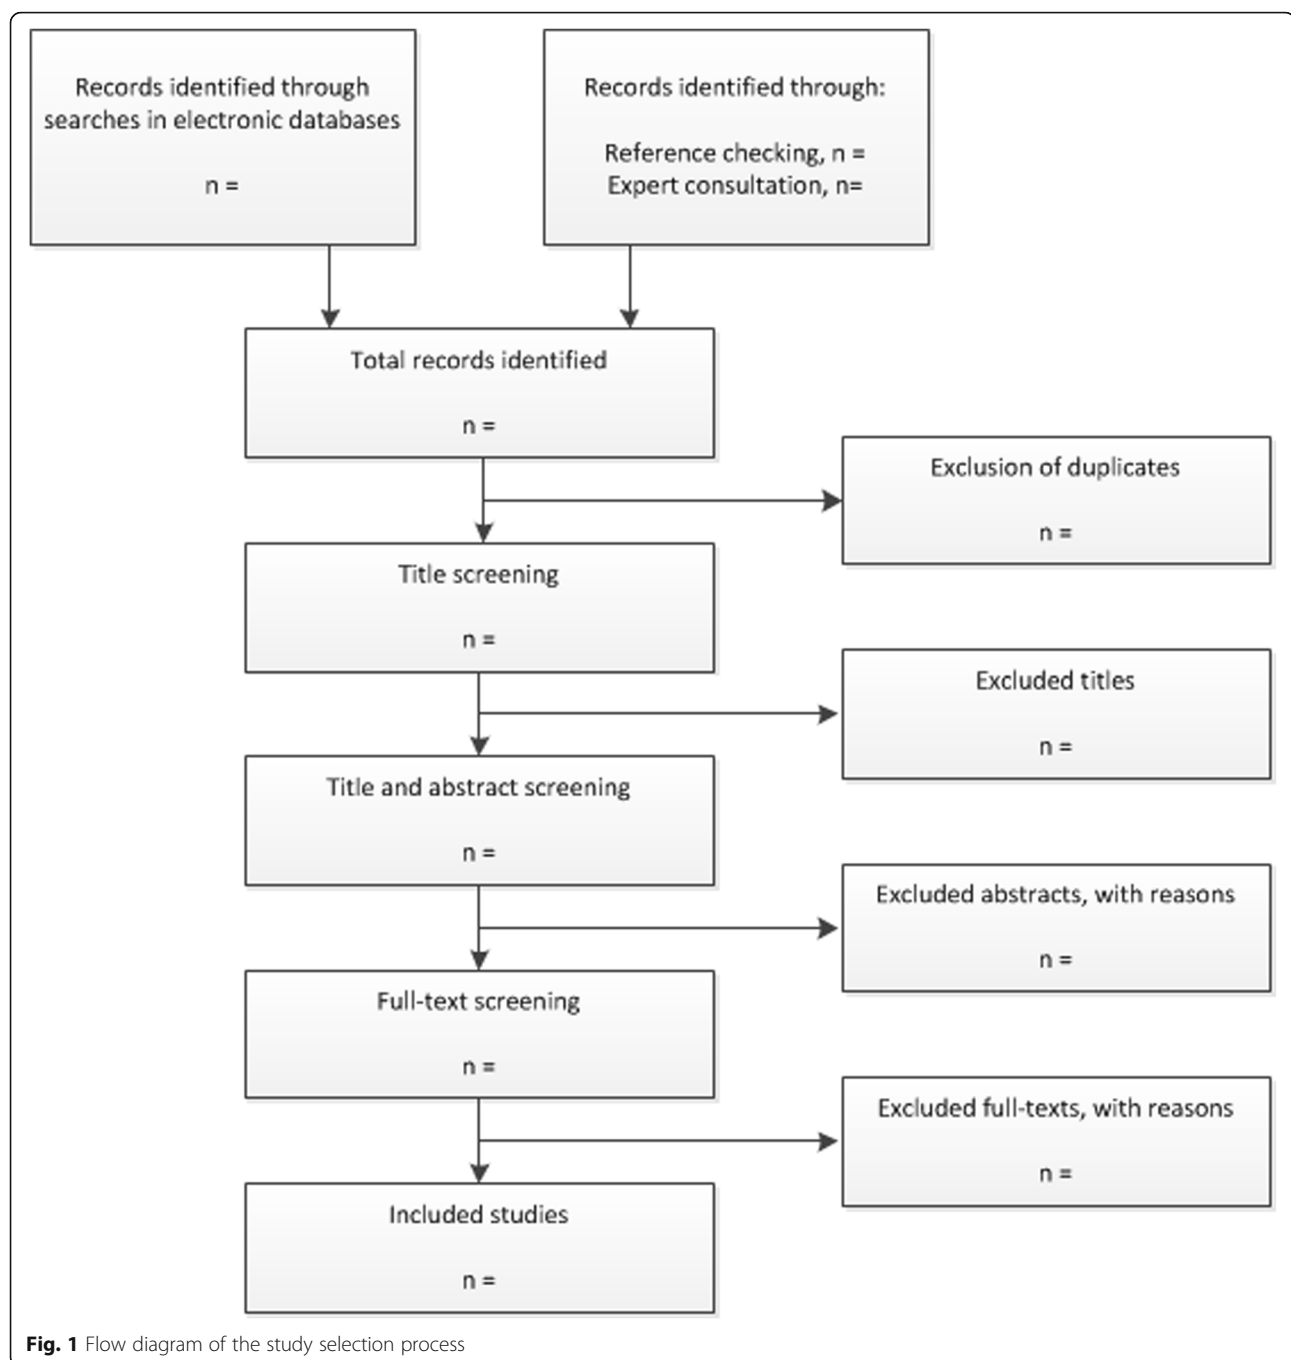 Records identified through
searches in electronic databases
n =
Records identified through:
Reference checking, n =
Expert consultation, n=
Total records identified
n =
Exclusion of duplicates
n =
Title screening
n =
Excluded titles
n =
Title and abstract screening
n =
Excluded abstracts, with reasons
n =
Full-text screening
n =
Excluded full-texts, with reasons
n =
Included studies
n =
Fig. 1 Flow diagram of the study selection process